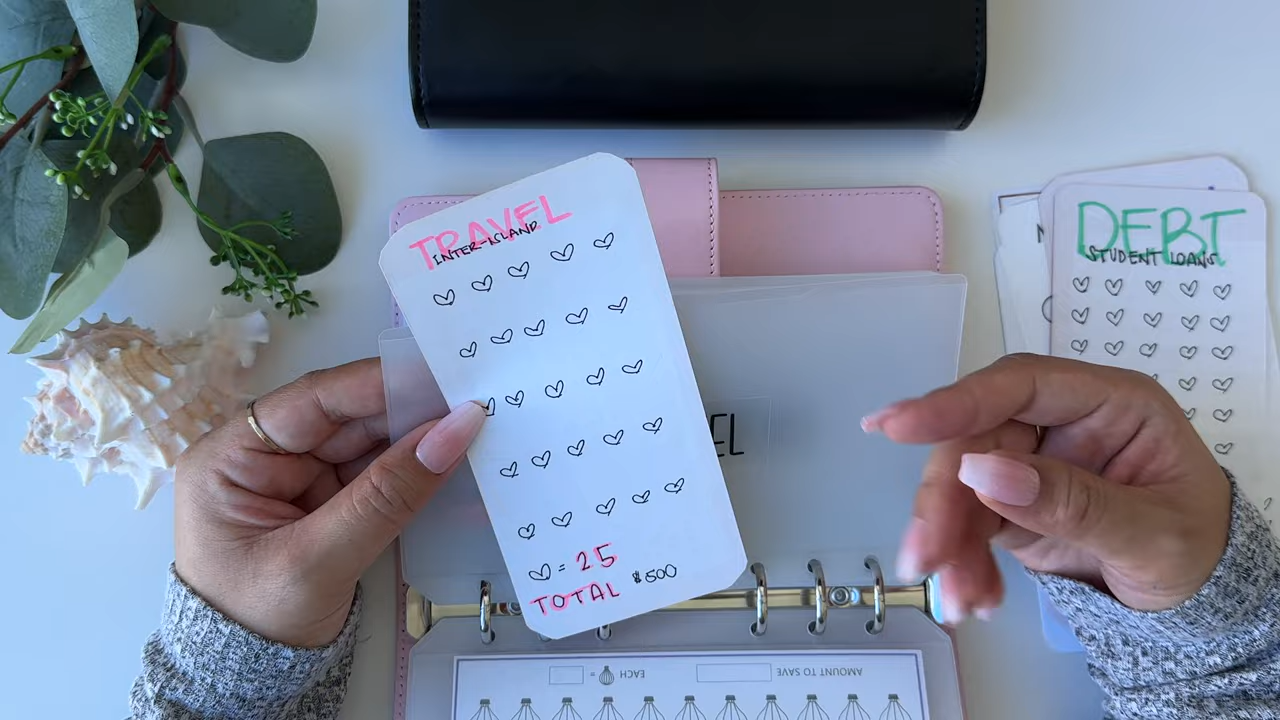 TRAVEL
INTER-ISLAND
= 25
TOTAL $500
DEBT
STUDENT LOANS
EL
AMOUNT TO SAVE
= EACH